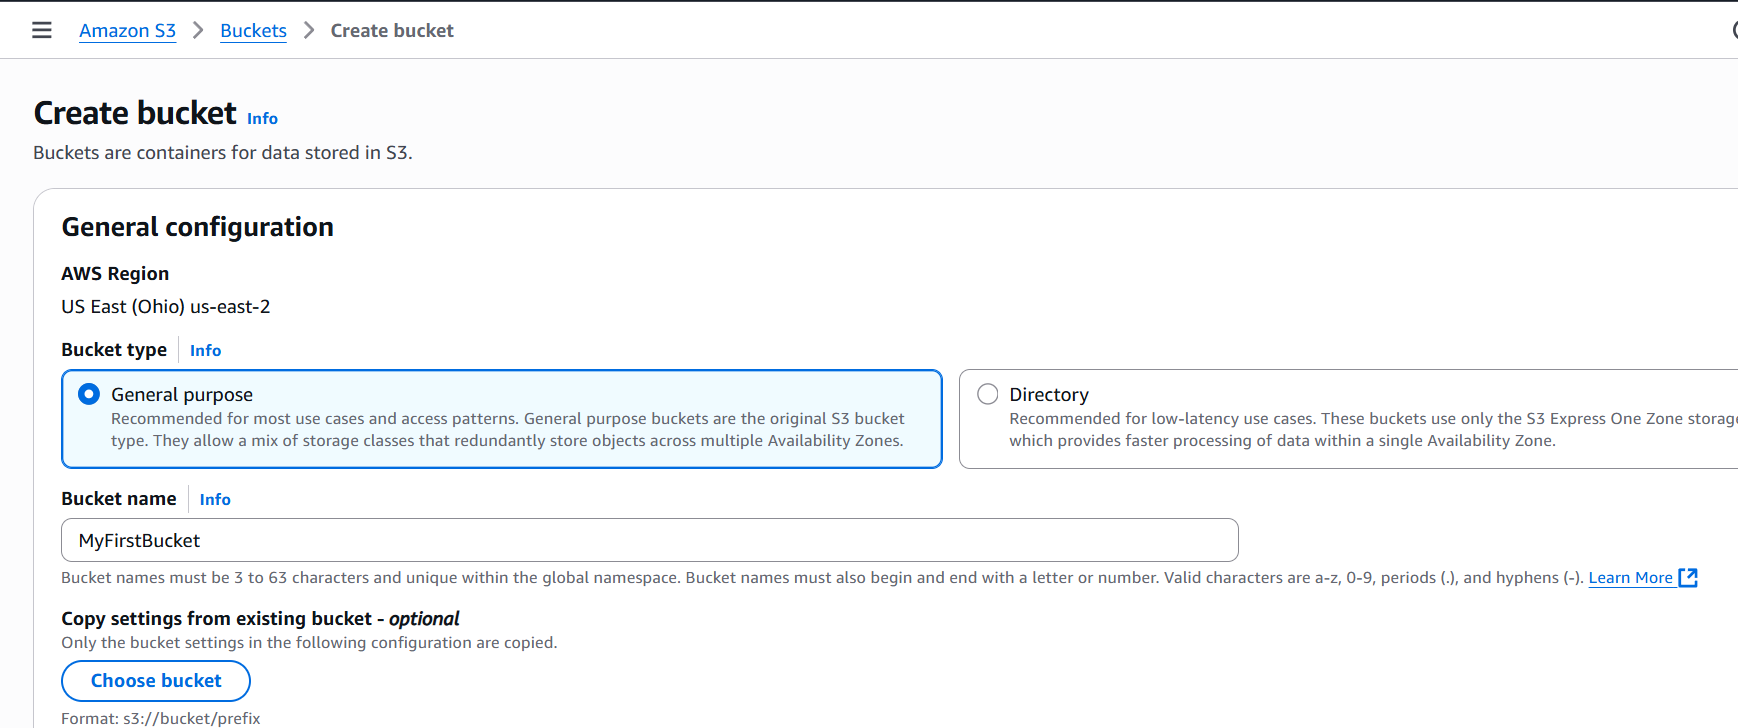 Amazon S3 > Buckets > Create bucket
Create bucket Info
Buckets are containers for data stored in S3.
General configuration
AWS Region
US East (Ohio) us-east-2
Bucket type Info
General purpose
Recommended for most use cases and access patterns. General purpose buckets are the original S3 bucket
type. They allow a mix of storage classes that redundantly store objects across multiple Availability Zones.
Directory
Recommended for low-latency use cases. These buckets use only the S3 Express One Zone storage
which provides faster processing of data within a single Availability Zone.
Bucket name Info
MyFirstBucket
Bucket names must be 3 to 63 characters and unique within the global namespace. Bucket names must also begin and end with a letter or number. Valid characters are a-z, 0-9, periods (.), and hyphens (-). Learn More
Copy settings from existing bucket - optional
Only the bucket settings in the following configuration are copied.
Choose bucket
Format: s3://bucket/prefix